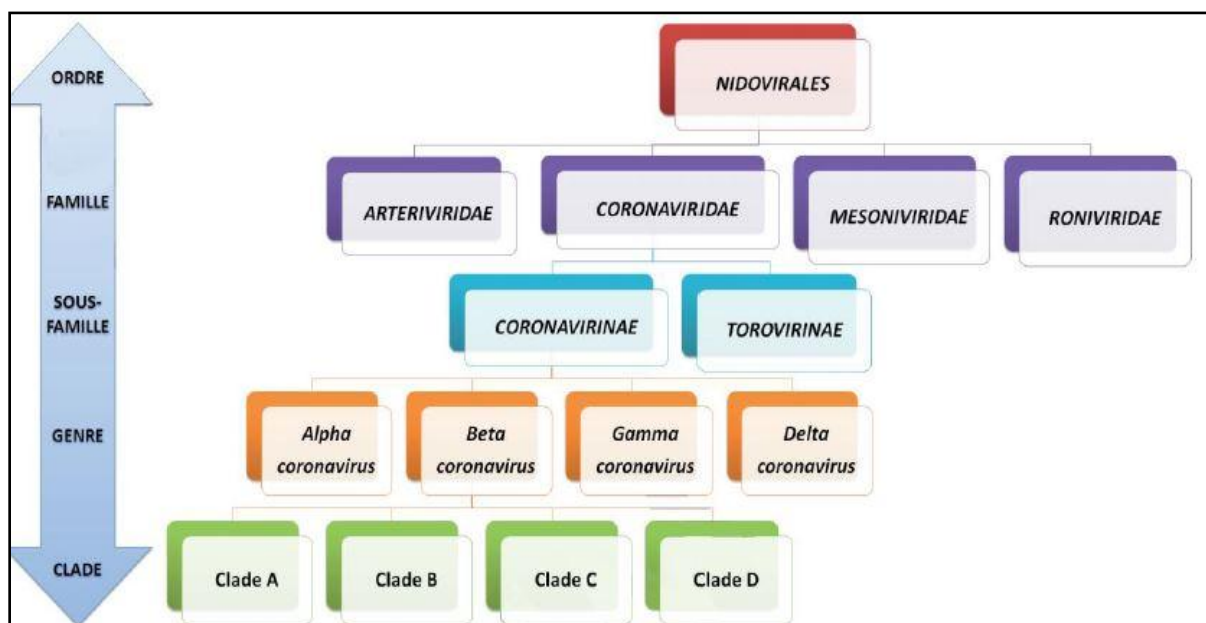 ORDRE
NIDOVIRALES
FAMILLE
ARTERIVIRIDAE
CORONAVIRIDAE
MESONIVIRIDAE
RONIVIRIDAE
SOUS-
FAMILLE
CORONAVIRINAE
TOROVIRINAE
GENRE
Alpha
coronavirus
Beta
coronavirus
Gamma
coronavirus
Delta
coronavirus
CLADE
Clade A
Clade B
Clade C
Clade D